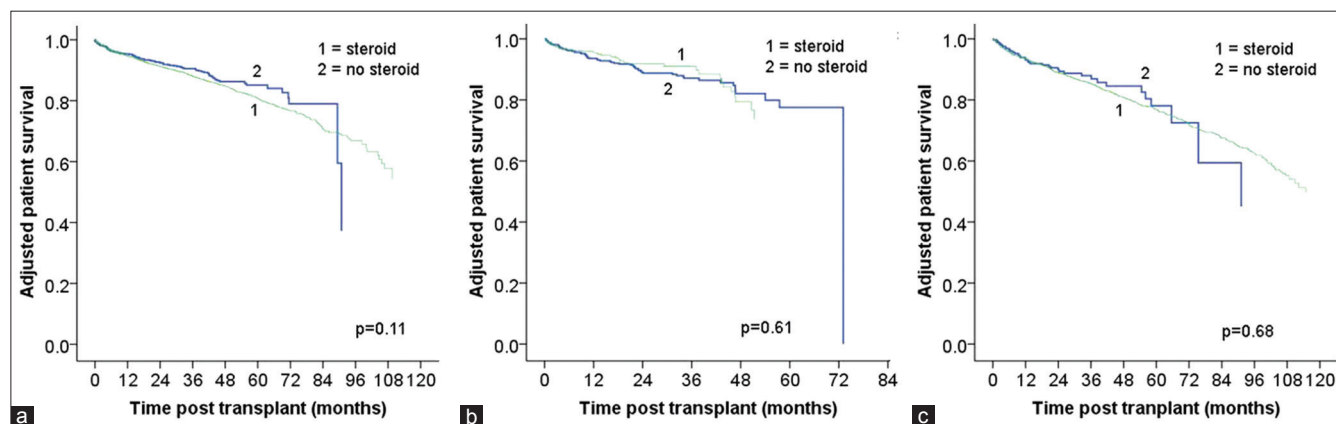 1 = steroid
2 = no steroid
Adjusted patient survival
1.0
0.8
0.6
0.4
0.2
0.0
2
1
p=0.11
0 12 24 36 48 60 72 84 96 108 120
Time post transplant (months)
a
1 = steroid
2 = no steroid
Adjusted patient survival
1.0
0.8
0.6
0.4
0.2
0.0
1
2
p=0.61
0 12 24 36 48 60 72 84
Time post transplant (months)
b
1 = steroid
2 = no steroid
Adjusted patient survival
1.0
0.8
0.6
0.4
0.2
0.0
2
1
p=0.68
0 12 24 36 48 60 72 84 96 108 120
Time post tranplant (months)
c